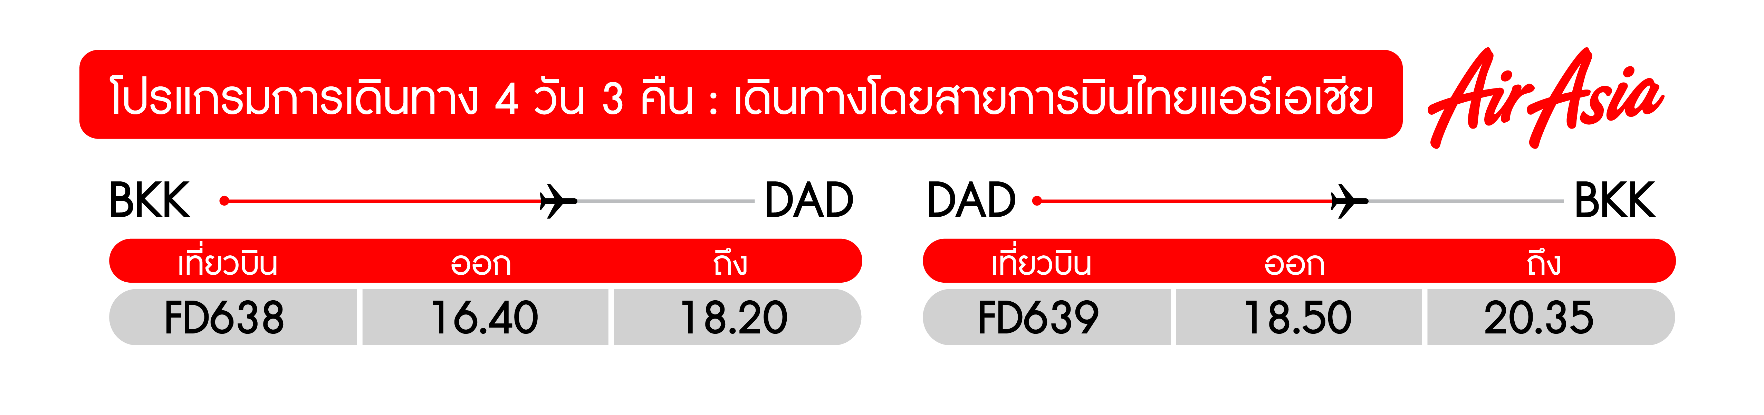 โปรแกรมการเดินทาง 4 วัน 3 คืน : เดินทางโดยสายการบินไทยแอร์เอเชีย
AirAsia
BKK DAD
เที่ยวบิน ออก ถึง
FD638 16.40 18.20
DAD BKK
เที่ยวบิน ออก ถึง
FD639 18.50 20.35